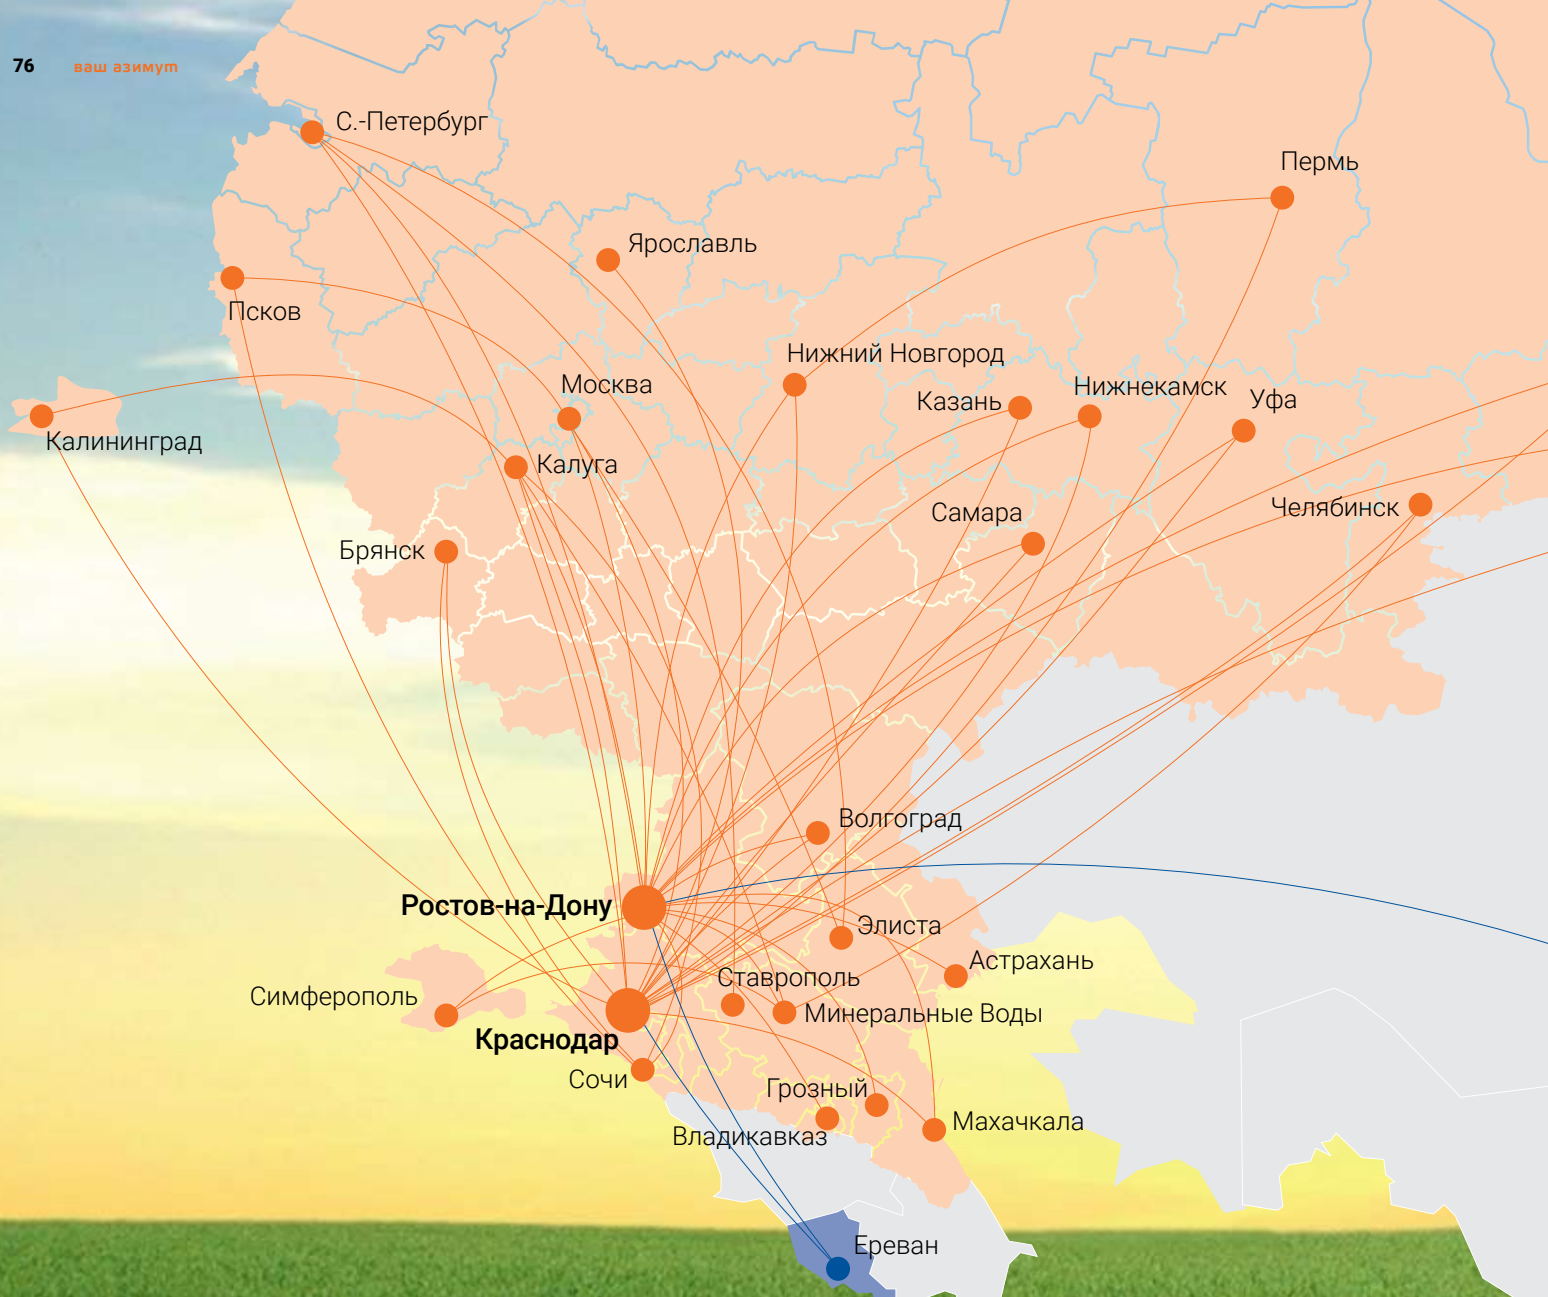 76 ваш азимут
С.-Петербург
Пермь
Ярославль
Псков
Нижний Новгород
Москва
Нижнекамск
Казань
Уфа
Калининград
Калуга
Челябинск
Самара
Брянск
Волгоград
Ростов-на-Дону
Элиста
Астрахань
Ставрополь
Симферополь
Минеральные Воды
Краснодар
Сочи
Грозный
Махачкала
Владикавказ
Ереван